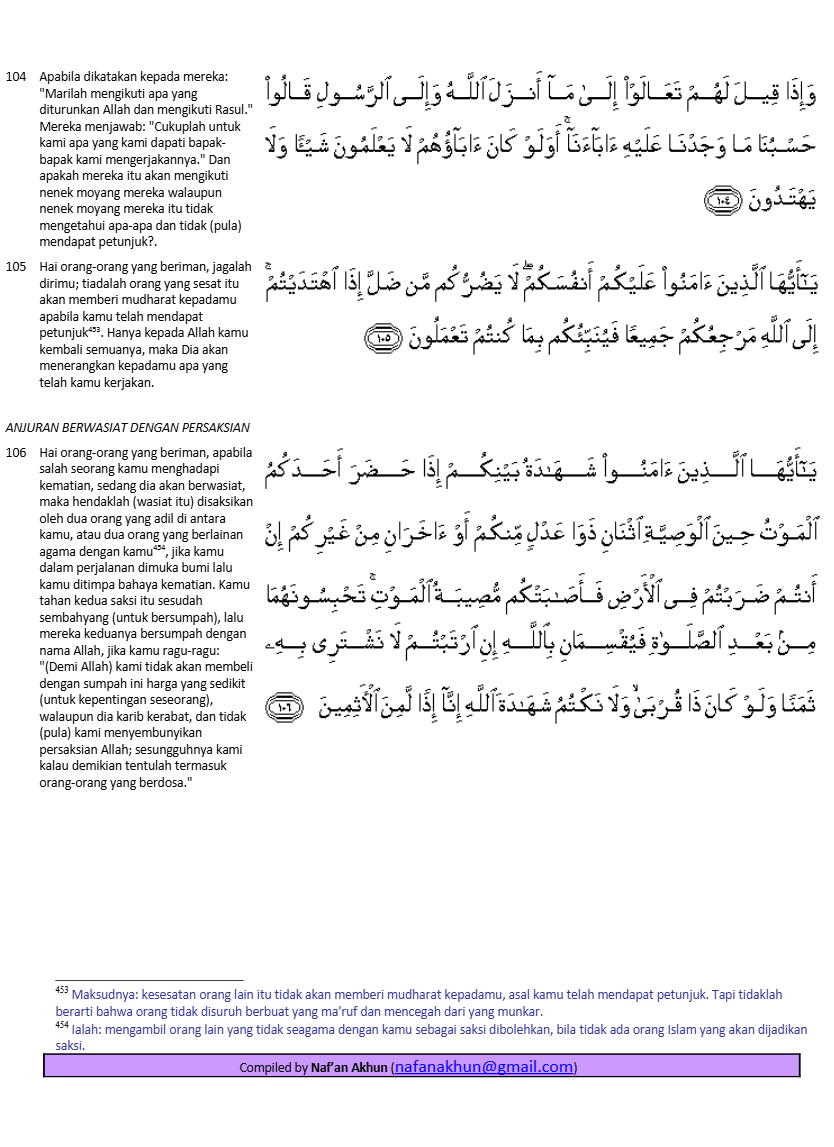 104 Apabila dikatakan kepada mereka:
"Marilah mengikuti apa yang
diturunkan Allah dan mengikuti Rasul."
Mereka menjawab: "Cukuplah untuk
kami apa yang kami dapati bapak-
bapak kami mengerjakannya." Dan
apakah mereka itu akan mengikuti
nenek moyang mereka walaupun
nenek moyang mereka itu tidak
mengetahui apa-apa dan tidak (pula)
mendapat petunjuk?.
وَإِذَا قِيلَ لَهُمْ تَعَالَوْا۟ إِلَىٰ مَآ أَنزَلَ ٱللَّهُ وَإِلَى ٱلرَّسُولِ قَالُوا۟
حَسْبُنَا مَا وَجَدْنَا عَلَيْهِ ءَابَآءَنَآ ۚ أَوَلَوْ كَانَ ءَابَآؤُهُمْ لَا يَعْلَمُونَ شَيْـًٔا وَلَا
يَهْتَدُونَ ١٠٤
105 Hai orang-orang yang beriman, jagalah
dirimu; tiadalah orang yang sesat itu
akan memberi mudharat kepadamu
apabila kamu telah mendapat
petunjuk453. Hanya kepada Allah kamu
kembali semuanya, maka Dia akan
menerangkan kepadamu apa yang
telah kamu kerjakan.
يَـٰٓأَيُّهَا ٱلَّذِينَ ءَامَنُوا۟ عَلَيْكُمْ أَنفُسَكُمْ ۖ لَا يَضُرُّكُم مَّن ضَلَّ إِذَا ٱهْتَدَيْتُمْ ۚ
إِلَى ٱللَّهِ مَرْجِعُكُمْ جَمِيعًا فَيُنَبِّئُكُم بِمَا كُنتُمْ تَعْمَلُونَ ١٠٥
ANJURAN BERWASIAT DENGAN PERSAKSIAN
106 Hai orang-orang yang beriman, apabila
salah seorang kamu menghadapi
kematian, sedang dia akan berwasiat,
maka hendaklah (wasiat itu) disaksikan
oleh dua orang yang adil di antara
kamu, atau dua orang yang berlainan
agama dengan kamu454, jika kamu
dalam perjalanan dimuka bumi lalu
kamu ditimpa bahaya kematian. Kamu
tahan kedua saksi itu sesudah
sembahyang (untuk bersumpah), lalu
mereka keduanya bersumpah dengan
nama Allah, jika kamu ragu-ragu:
"(Demi Allah) kami tidak akan membeli
dengan sumpah ini harga yang sedikit
(untuk kepentingan seseorang),
walaupun dia karib kerabat, dan tidak
(pula) kami menyembunyikan
persaksian Allah; sesungguhnya kami
kalau demikian tentulah termasuk
orang-orang yang berdosa."
يَـٰٓأَيُّهَا ٱلَّذِينَ ءَامَنُوا۟ شَهَـٰدَةُ بَيْنِكُمْ إِذَا حَضَرَ أَحَدَكُمُ
ٱلْمَوْتُ حِينَ ٱلْوَصِيَّةِ ٱثْنَانِ ذَوَا عَدْلٍ مِّنكُمْ أَوْ ءَاخَرَانِ مِنْ غَيْرِكُمْ إِنْ
أَنتُمْ ضَرَبْتُمْ فِى ٱلْأَرْضِ فَأَصَـٰبَتْكُم مُّصِيبَةُ ٱلْمَوْتِ ۚ تَحْبِسُونَهُمَا
مِنۢ بَعْدِ ٱلصَّلَوٰةِ فَيُقْسِمَانِ بِٱللَّهِ إِنِ ٱرْتَبْتُمْ لَا نَشْتَرِى بِهِۦ
ثَمَنًا وَلَوْ كَانَ ذَا قُرْبَىٰ ۙ وَلَا نَكْتُمُ شَهَـٰدَةَ ٱللَّهِ إِنَّآ إِذًا لَّمِنَ ٱلْـَٔاثِمِينَ ١٠٦
453 Maksudnya: kesesatan orang lain itu tidak akan memberi mudharat kepadamu, asal kamu telah mendapat petunjuk. Tapi tidaklah
berarti bahwa orang tidak disuruh berbuat yang ma'ruf dan mencegah dari yang munkar.
454 Ialah: mengambil orang lain yang tidak seagama dengan kamu sebagai saksi dibolehkan, bila tidak ada orang Islam yang akan dijadikan
saksi.
Compiled by Naf'an Akhun (nafanakhun@gmail.com)